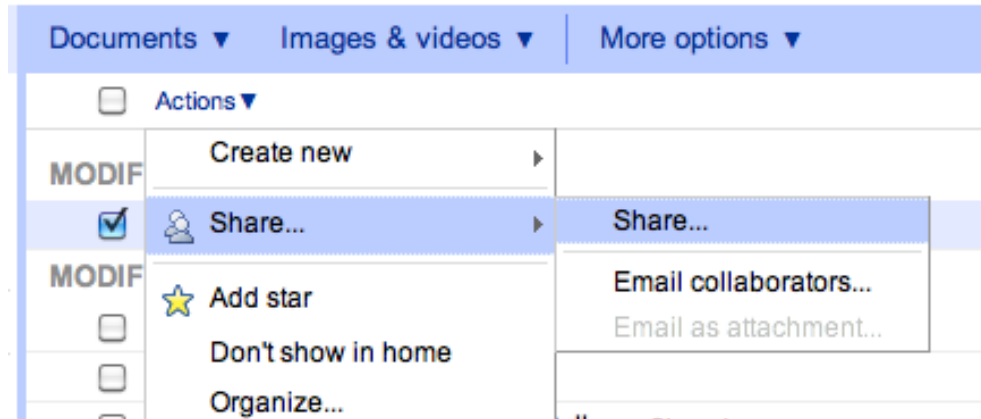 Documents ▼ Images & videos ▼ More options ▼
Actions ▼
Create new
MODIF
Share...
Share...
Email collaborators...
MODIF
Add star
Email as attachment...
Don't show in home
Organize...